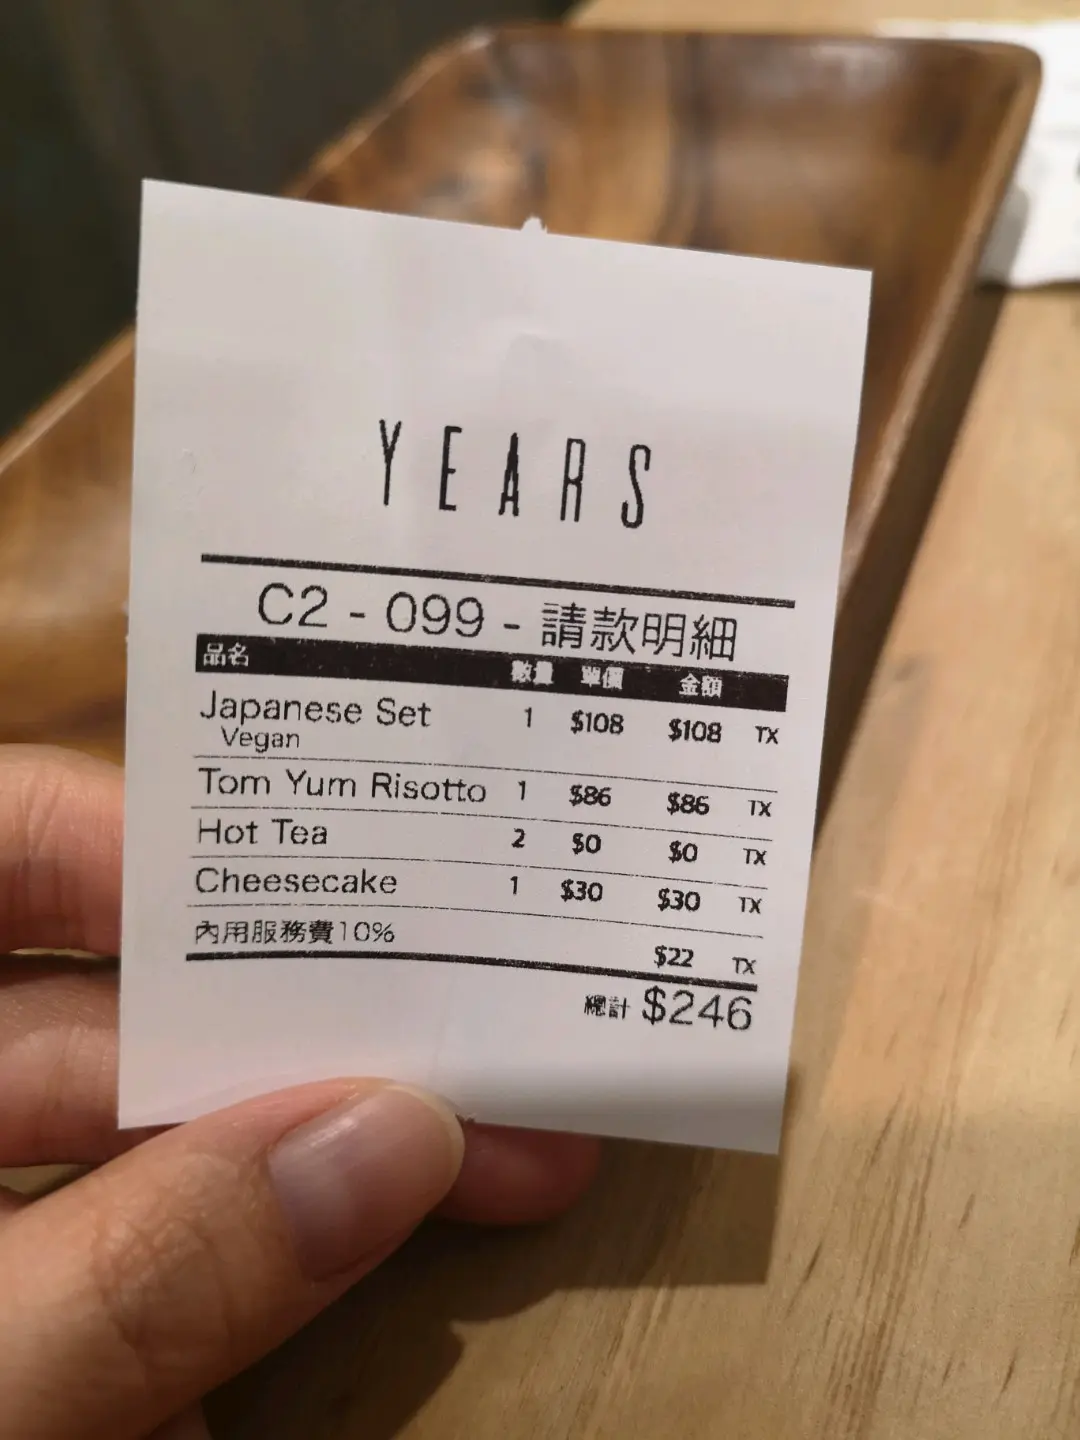 YEARS
C2 - 099 - 請款明細
品名 數量 單價 金額
Japanese Set 1 $108 $108 TX
Vegan
Tom Yum Risotto 1 $86 $86 TX
Hot Tea 2 $0 $0 TX
Cheesecake 1 $30 $30 TX
內用服務費10% $22 TX
總計 $246